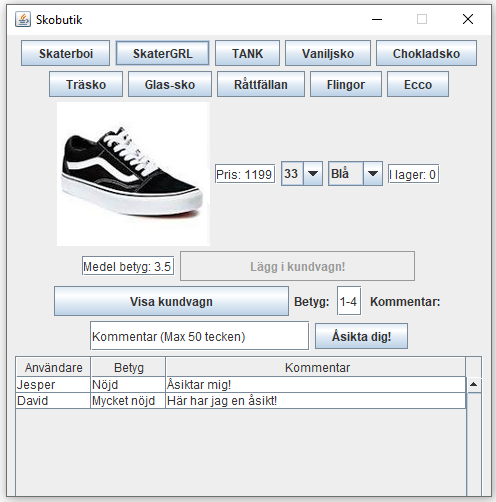 Skobutik
Skaterboi SkaterGRL TANK Vaniljsko Chokladsko
Träsko Glas-sko Råttfällan Flingor Ecco
Pris: 1199 33 Blå I lager: 0
Medel betyg: 3.5 Lägg i kundvagn!
Visa kundvagn Betyg: 1-4 Kommentar:
Kommentar (Max 50 tecken) Åsikta dig!
Användare Betyg Kommentar
Jesper Nöjd Åsiktar mig!
David Mycket nöjd Här har jag en åsikt!